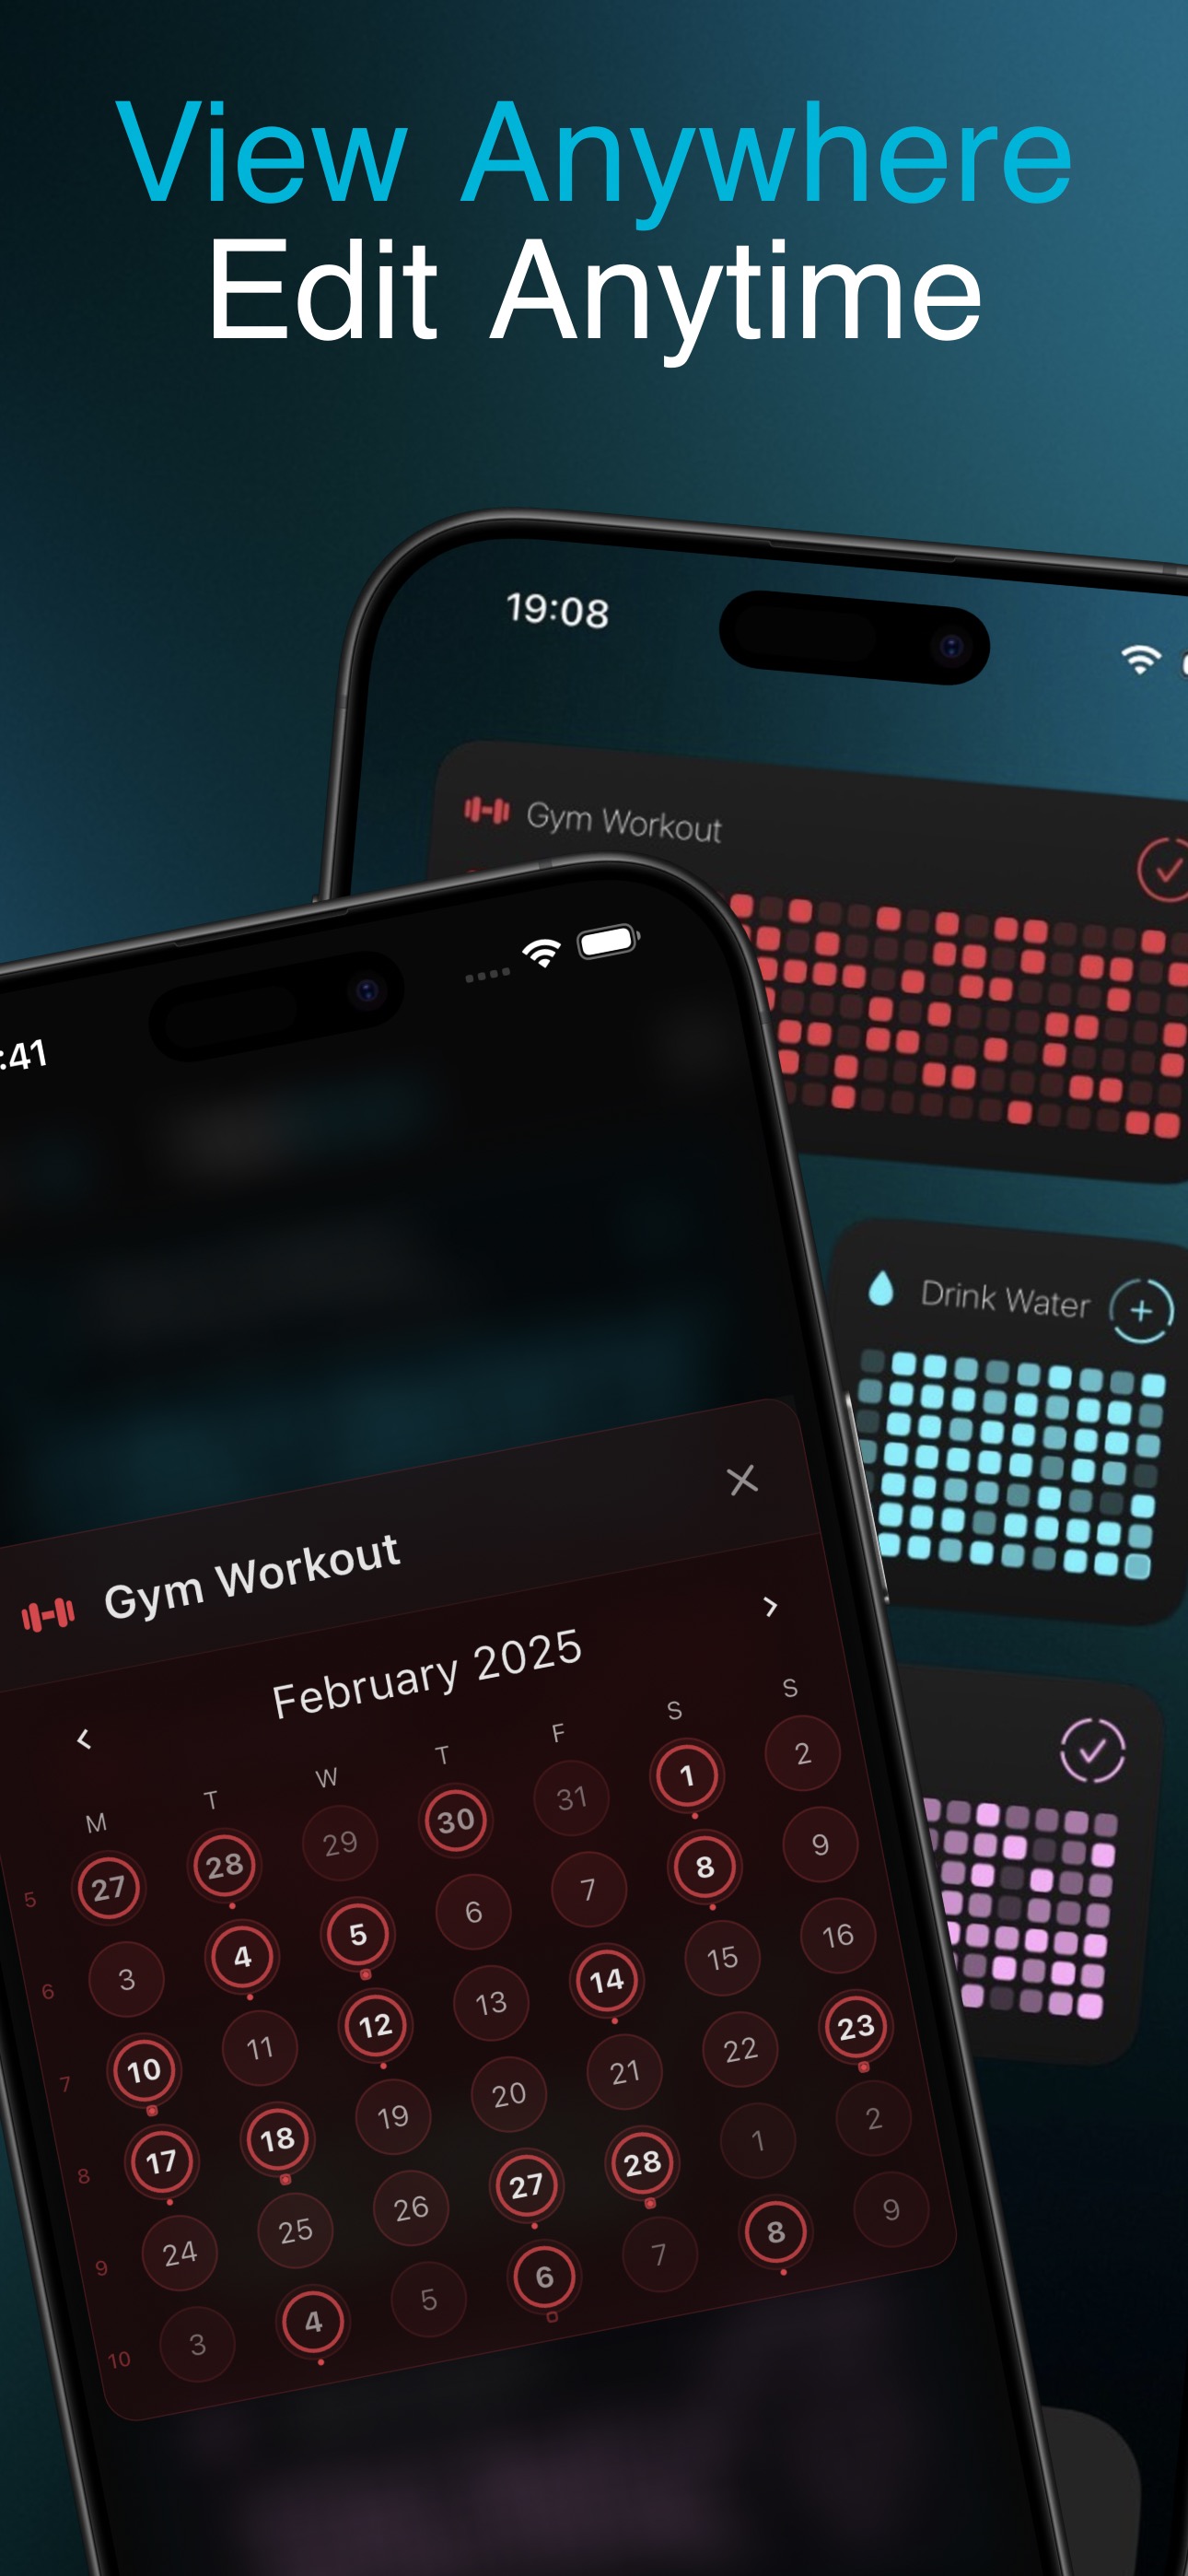 View Anywhere
Edit Anytime
19:08
Gym Workout
:41
Drink Water
Gym Workout
February 2025
M T W T F S S
5 27 28 29 30 31 1 2
6 3 4 5 6 7 8 9
7 10 11 12 13 14 15 16
8 17 18 19 20 21 22 23
9 24 25 26 27 28 1 2
10 3 4 5 6 7 8 9